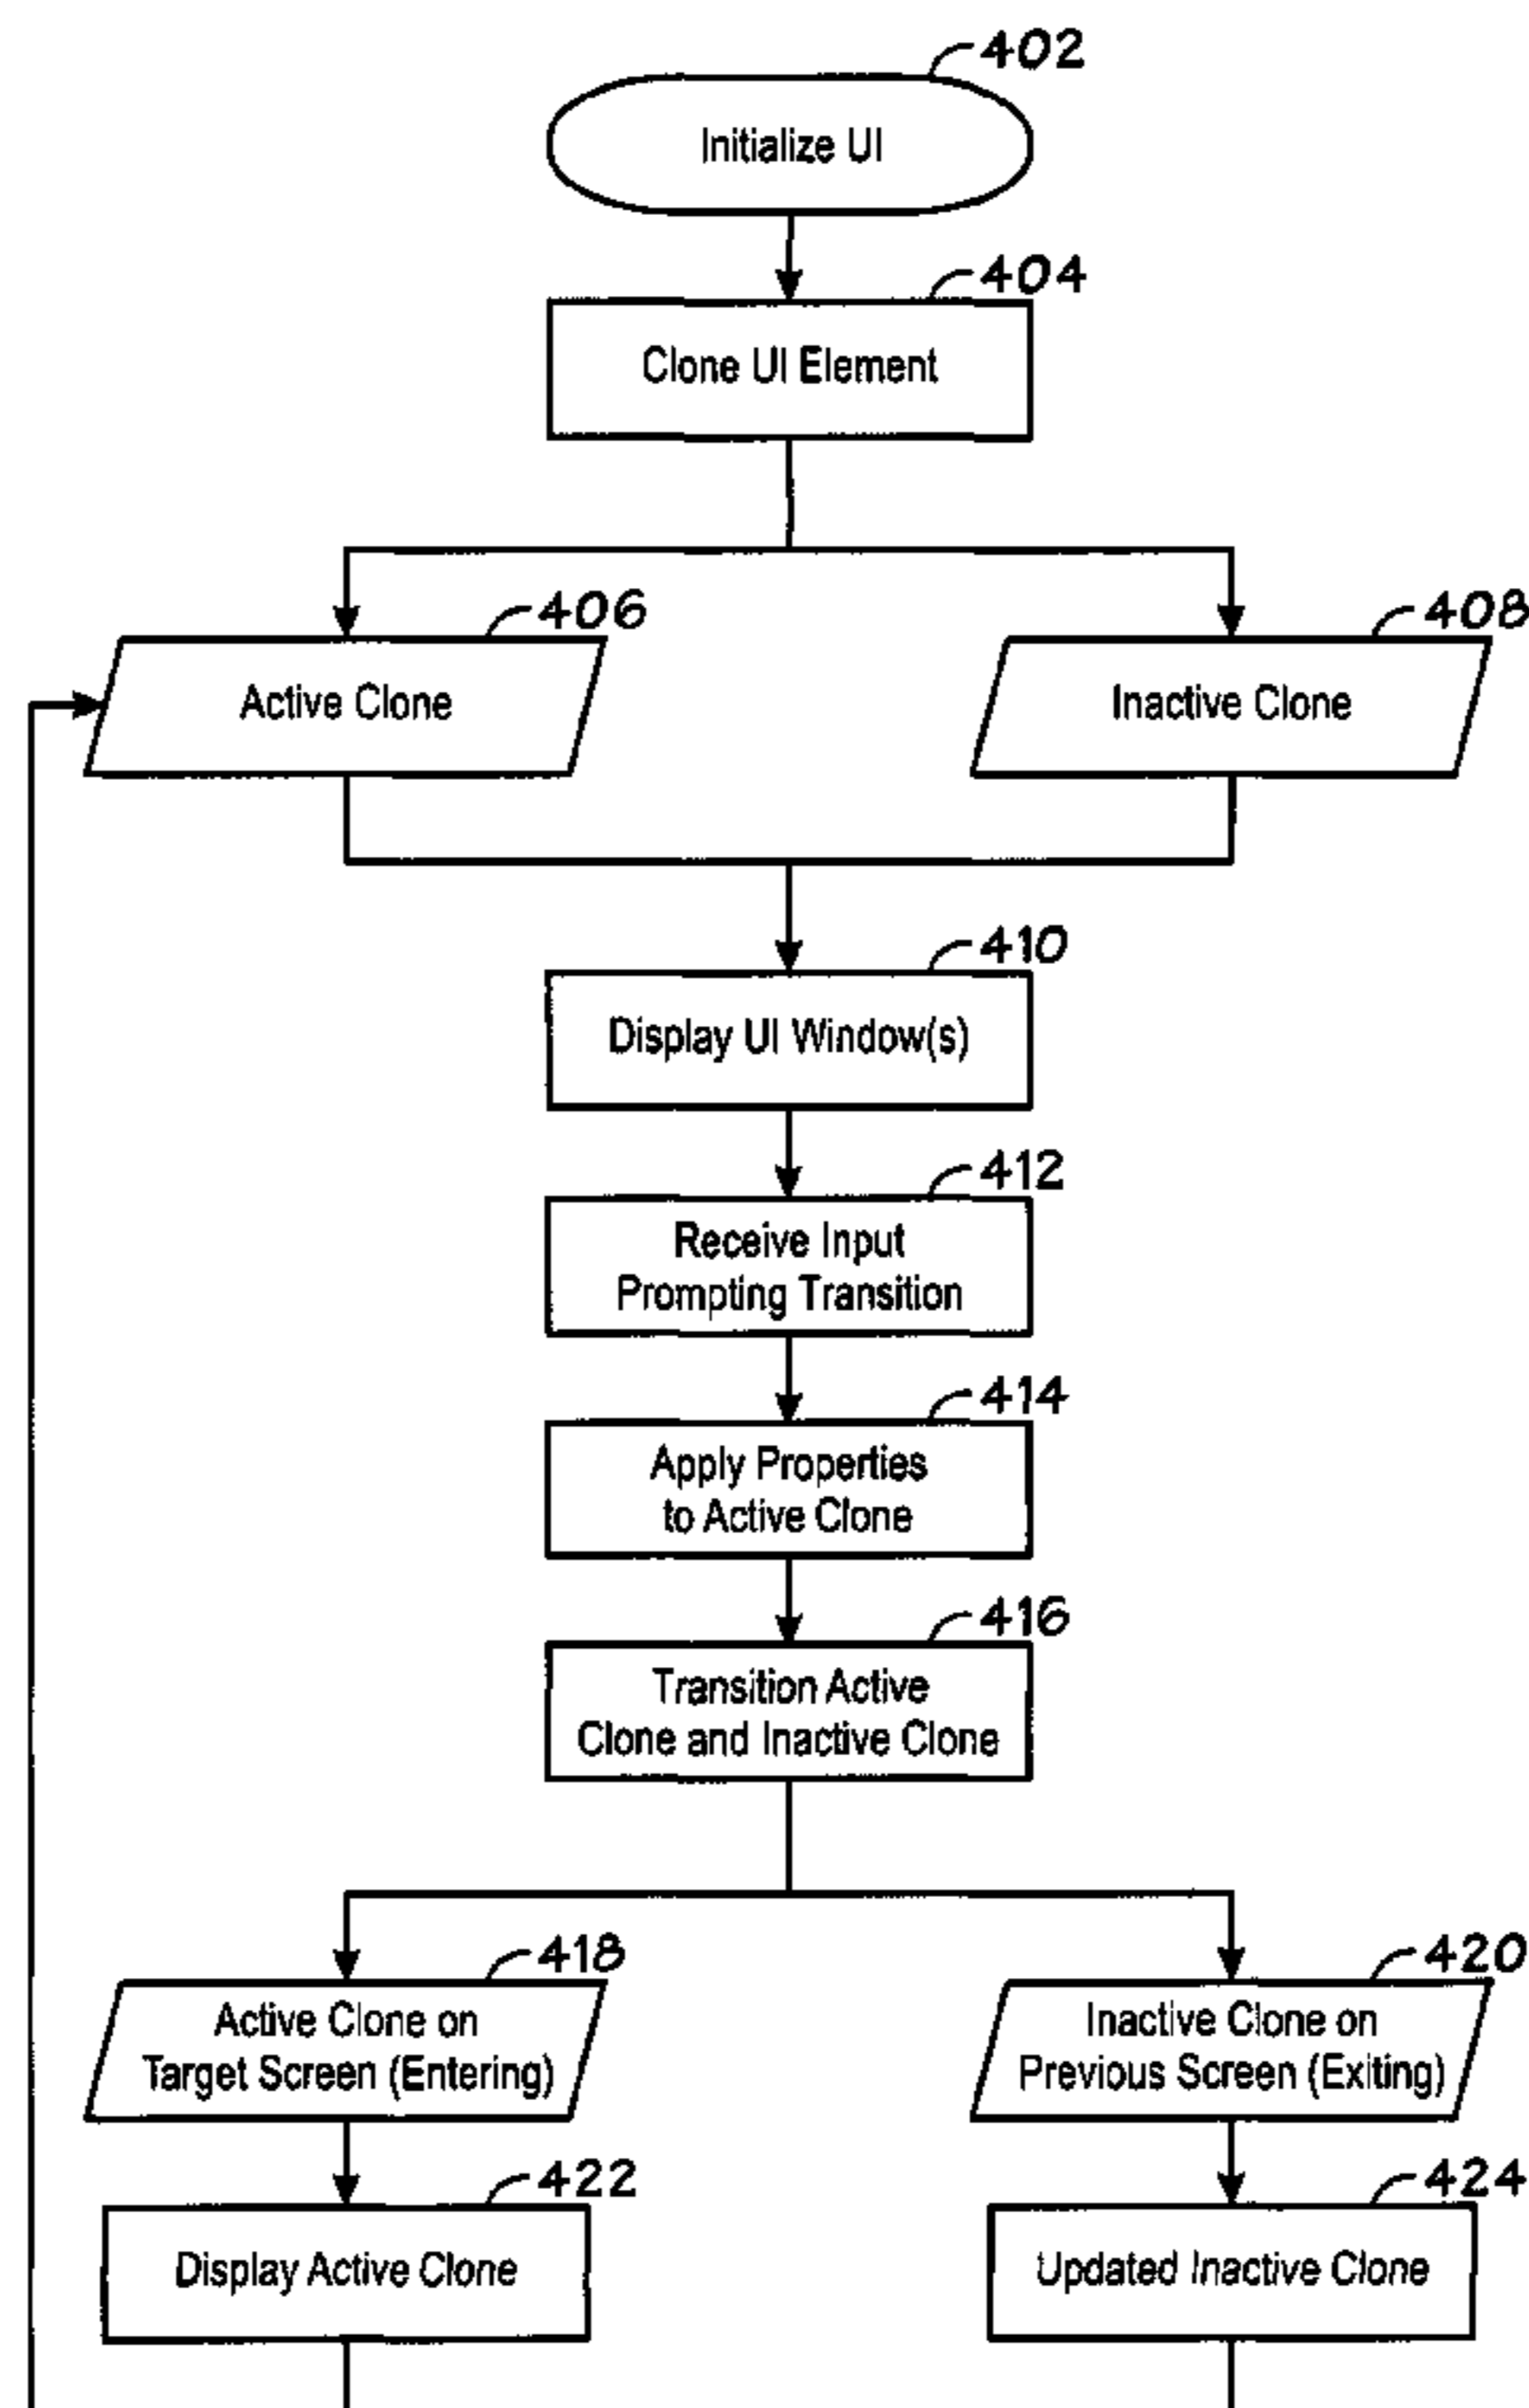 402
Initialize UI
404
Clone UI Element
406
Active Clone
408
Inactive Clone
410
Display UI Window(s)
412
Receive Input
Prompting Transition
414
Apply Properties
to Active Clone
416
Transition Active
Clone and Inactive Clone
418
Active Clone on
Target Screen (Entering)
420
Inactive Clone on
Previous Screen (Exiting)
422
Display Active Clone
424
Updated Inactive Clone